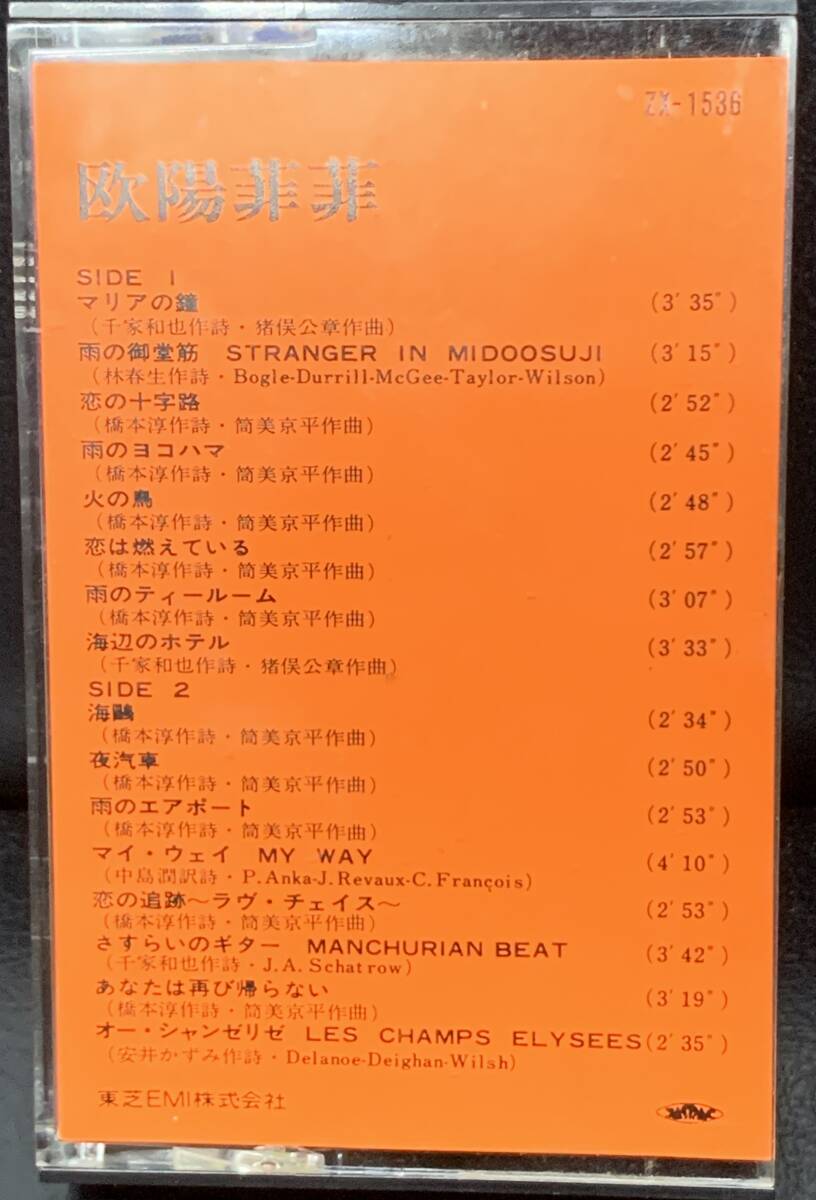 ZX-1536
欧陽菲菲
SIDE 1
マリアの鐘 (3′35″)
(千家和也作詩・猪俣公章作曲)
雨の御堂筋 STRANGER IN MIDOOSUJI (3′15″)
(林春生作詩・Bogle-Durrill-McGee-Taylor-Wilson)
恋の十字路 (2′52″)
(橋本淳作詩・筒美京平作曲)
雨のヨコハマ (2′45″)
(橋本淳作詩・筒美京平作曲)
火の鳥 (2′48″)
(橋本淳作詩・筒美京平作曲)
恋は燃えている (2′57″)
(橋本淳作詩・筒美京平作曲)
雨のティールーム (3′07″)
(橋本淳作詩・筒美京平作曲)
海辺のホテル (3′33″)
(千家和也作詩・猪俣公章作曲)
SIDE 2
海鷗 (2′34″)
(橋本淳作詩・筒美京平作曲)
夜汽車 (2′50″)
(橋本淳作詩・筒美京平作曲)
雨のエアポート (2′53″)
(橋本淳作詩・筒美京平作曲)
マイ・ウェイ MY WAY (4′10″)
(中島潤訳詩・P.Anka-J.Revaux-C.François)
恋の追跡〜ラヴ・チェイス〜 (2′53″)
(橋本淳作詩・筒美京平作曲)
さすらいのギター MANCHURIAN BEAT (3′42″)
(千家和也作詩・J.A.Schatrow)
あなたは再び帰らない (3′19″)
(橋本淳作詩・筒美京平作曲)
オー・シャンゼリゼ LES CHAMPS ELYSEES (2′35″)
(安井かずみ作詩・Delanoe-Deighan-Wilsh)
東芝EMI株式会社